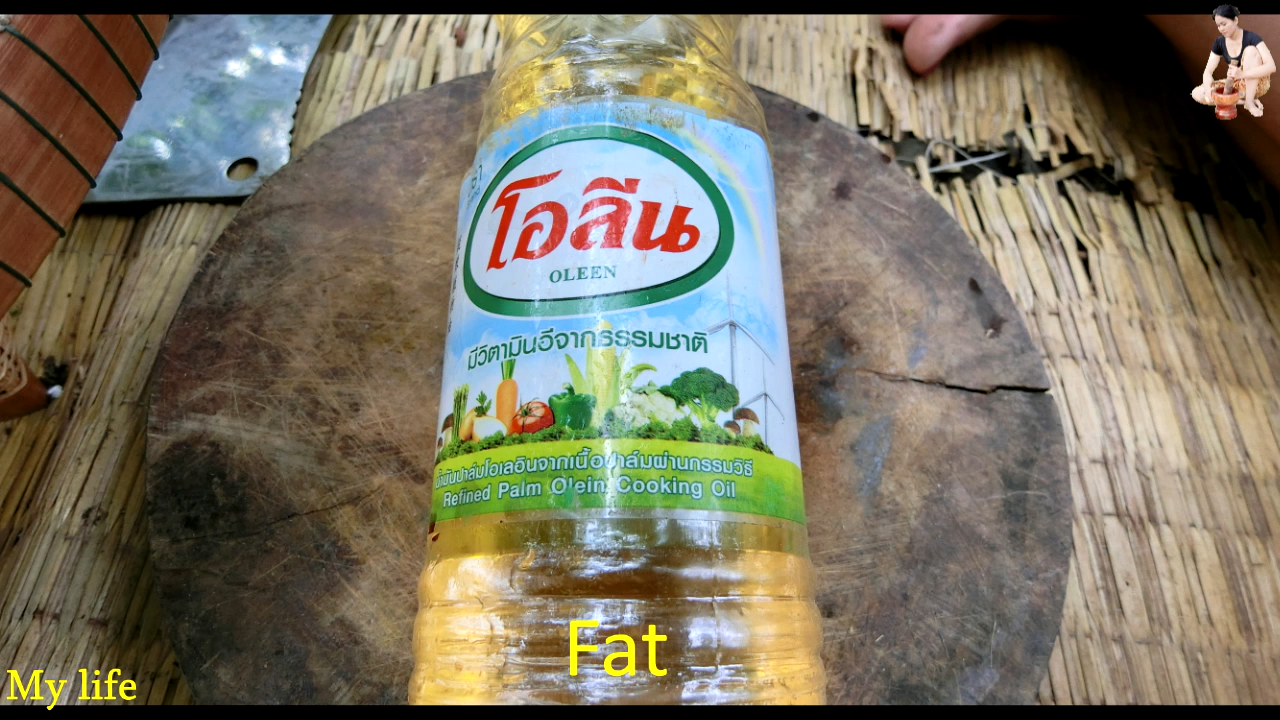 โอลีน
OLEEN
มีวิตามินอีจากธรรมชาติ
น้ำมันปาล์มโอเลอินจากเนื้อปาล์มผ่านกรรมวิธี
Refined Palm Olein Cooking Oil
Fat
My life